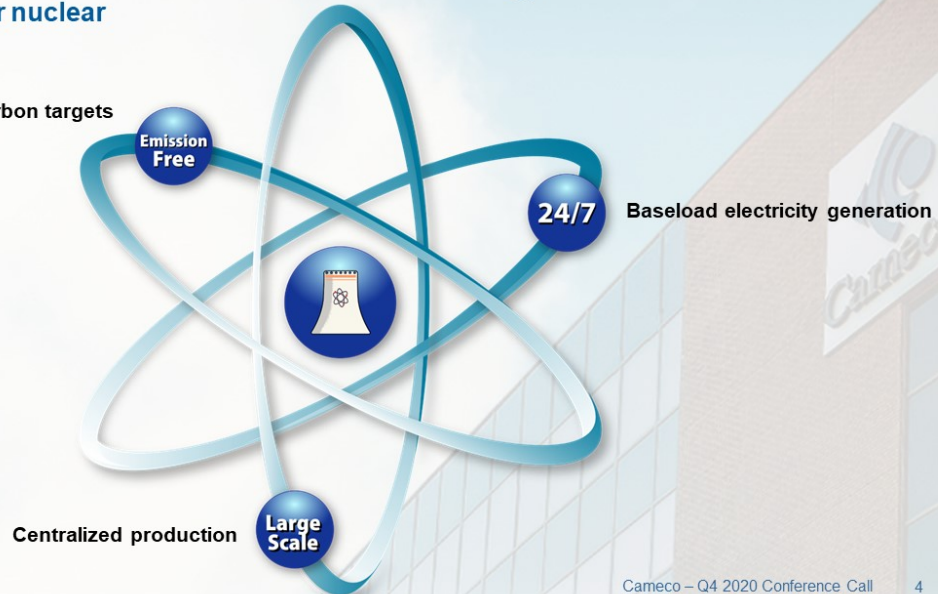 r nuclear
rbon targets
Emission
Free
24/7
Baseload electricity generation
Cameco
Centralized production
Large
Scale
Cameco – Q4 2020 Conference Call 4